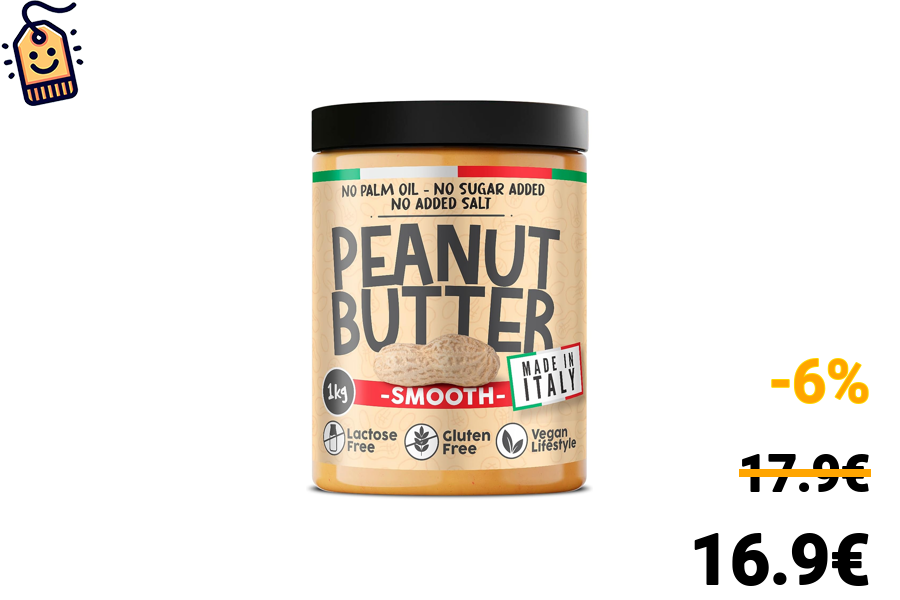 NO PALM OIL - NO SUGAR ADDED
NO ADDED SALT
PEANUT
BUTTER
MADE IN
ITALY
1kg
-SMOOTH-
Lactose
Free
Gluten
Free
Vegan
Lifestyle
-6%
17.9€
16.9€